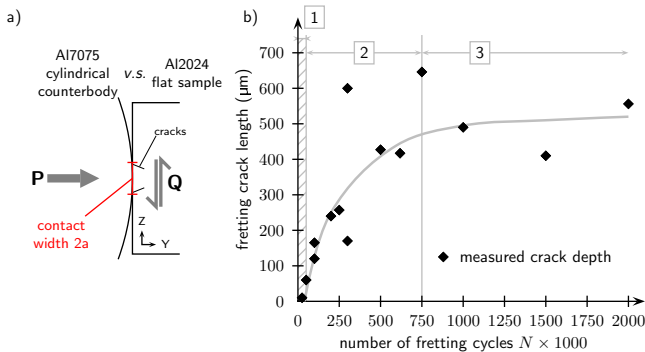 a)
Al7075
cylindrical
counterbody
v.s.
Al2024
flat sample
cracks
P
Q
contact
width 2a
Z
Y
b)
1
2
3
700
600
500
400
300
200
100
0
fretting crack length (μm)
measured crack depth
0 250 500 750 1000 1250 1500 1750 2000
number of fretting cycles N × 1000